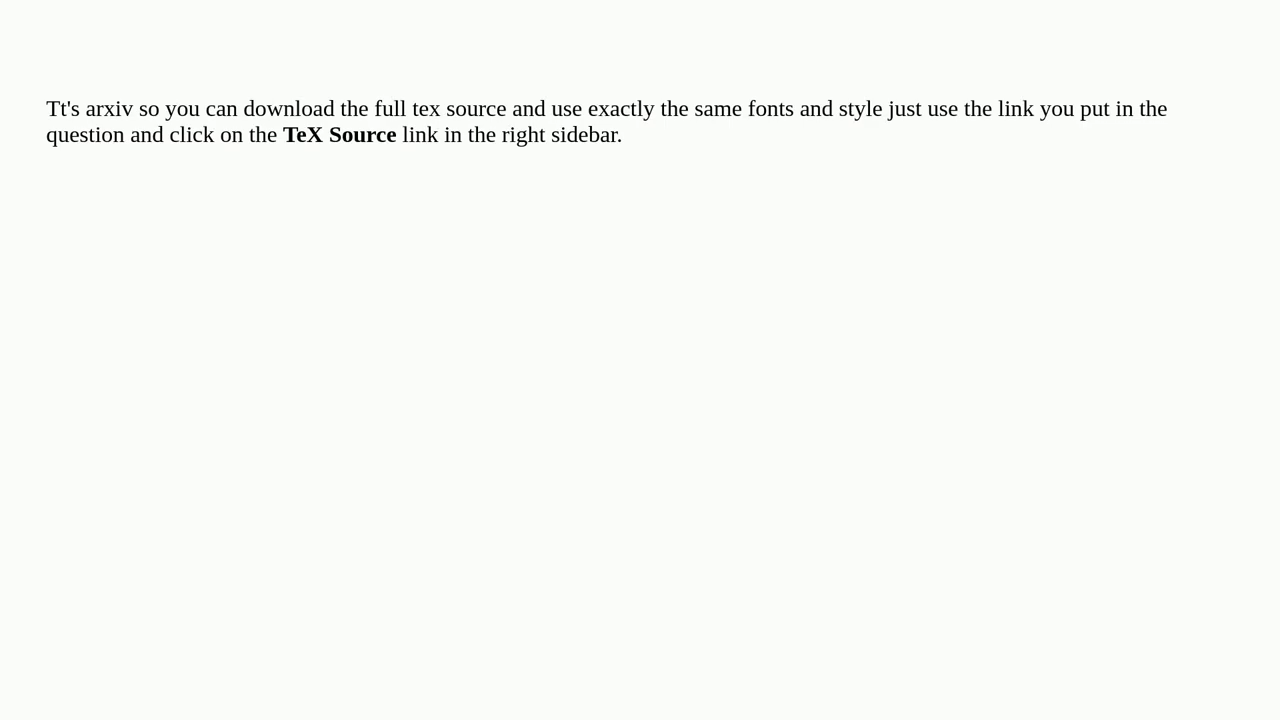 Tt's arxiv so you can download the full tex source and use exactly the same fonts and style just use the link you put in the
question and click on the TeX Source link in the right sidebar.